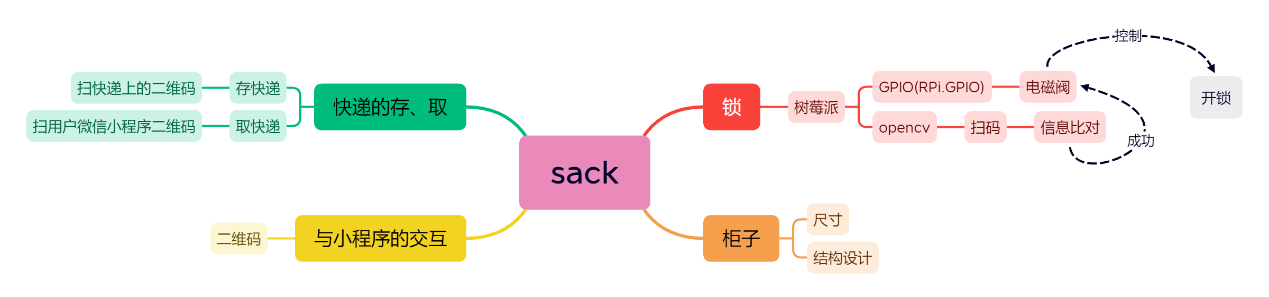 sack
快递的存、取
存快递
扫快递上的二维码
取快递
扫用户微信小程序二维码
与小程序的交互
二维码
锁
树莓派
GPIO(RPi.GPIO)
电磁阀
控制
开锁
opencv
扫码
信息比对
成功
柜子
尺寸
结构设计